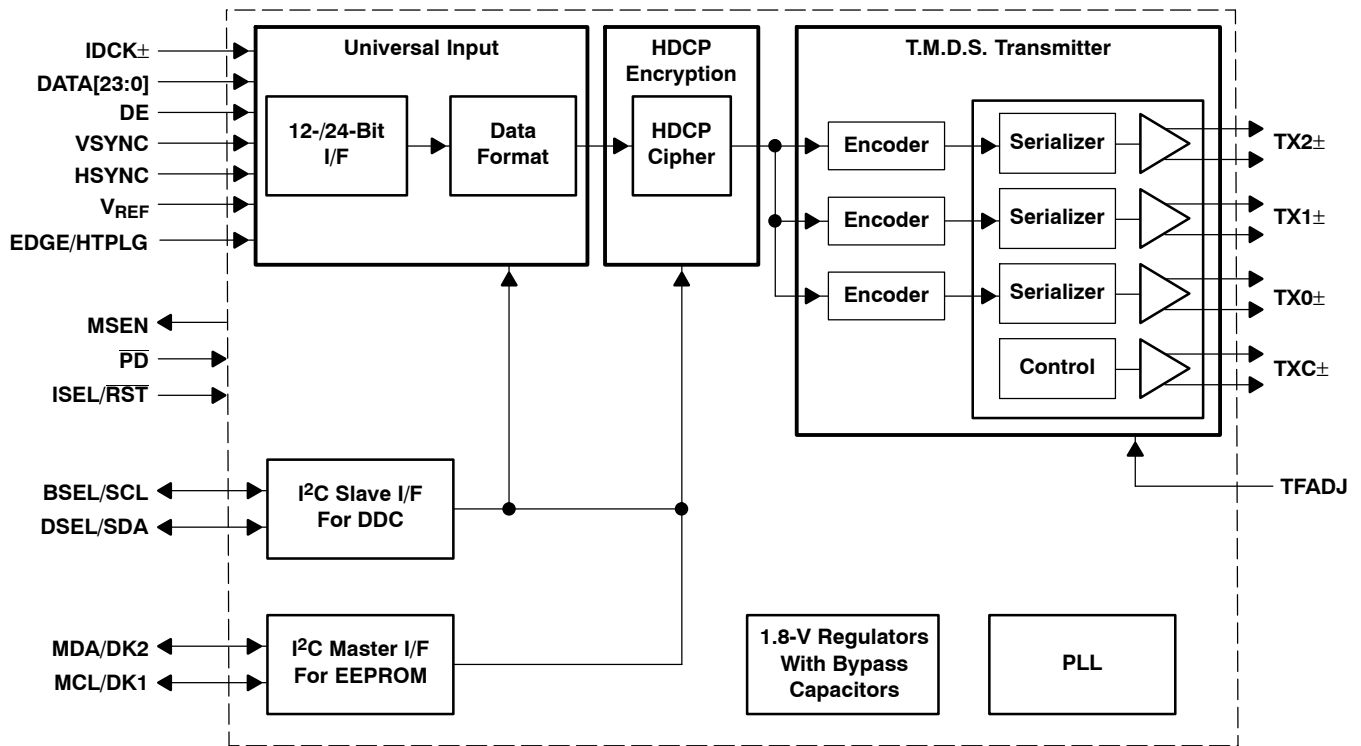 IDCK±
DATA[23:0]
DE
VSYNC
HSYNC
VREF
EDGE/HTPLG
MSEN
PD
ISEL/RST
BSEL/SCL
DSEL/SDA
MDA/DK2
MCL/DK1
Universal Input
12-/24-Bit
I/F
Data
Format
HDCP
Encryption
HDCP
Cipher
T.M.D.S. Transmitter
Encoder
Serializer
Encoder
Serializer
Encoder
Serializer
Control
TX2±
TX1±
TX0±
TXC±
TFADJ
I2C Slave I/F
For DDC
I2C Master I/F
For EEPROM
1.8-V Regulators
With Bypass
Capacitors
PLL